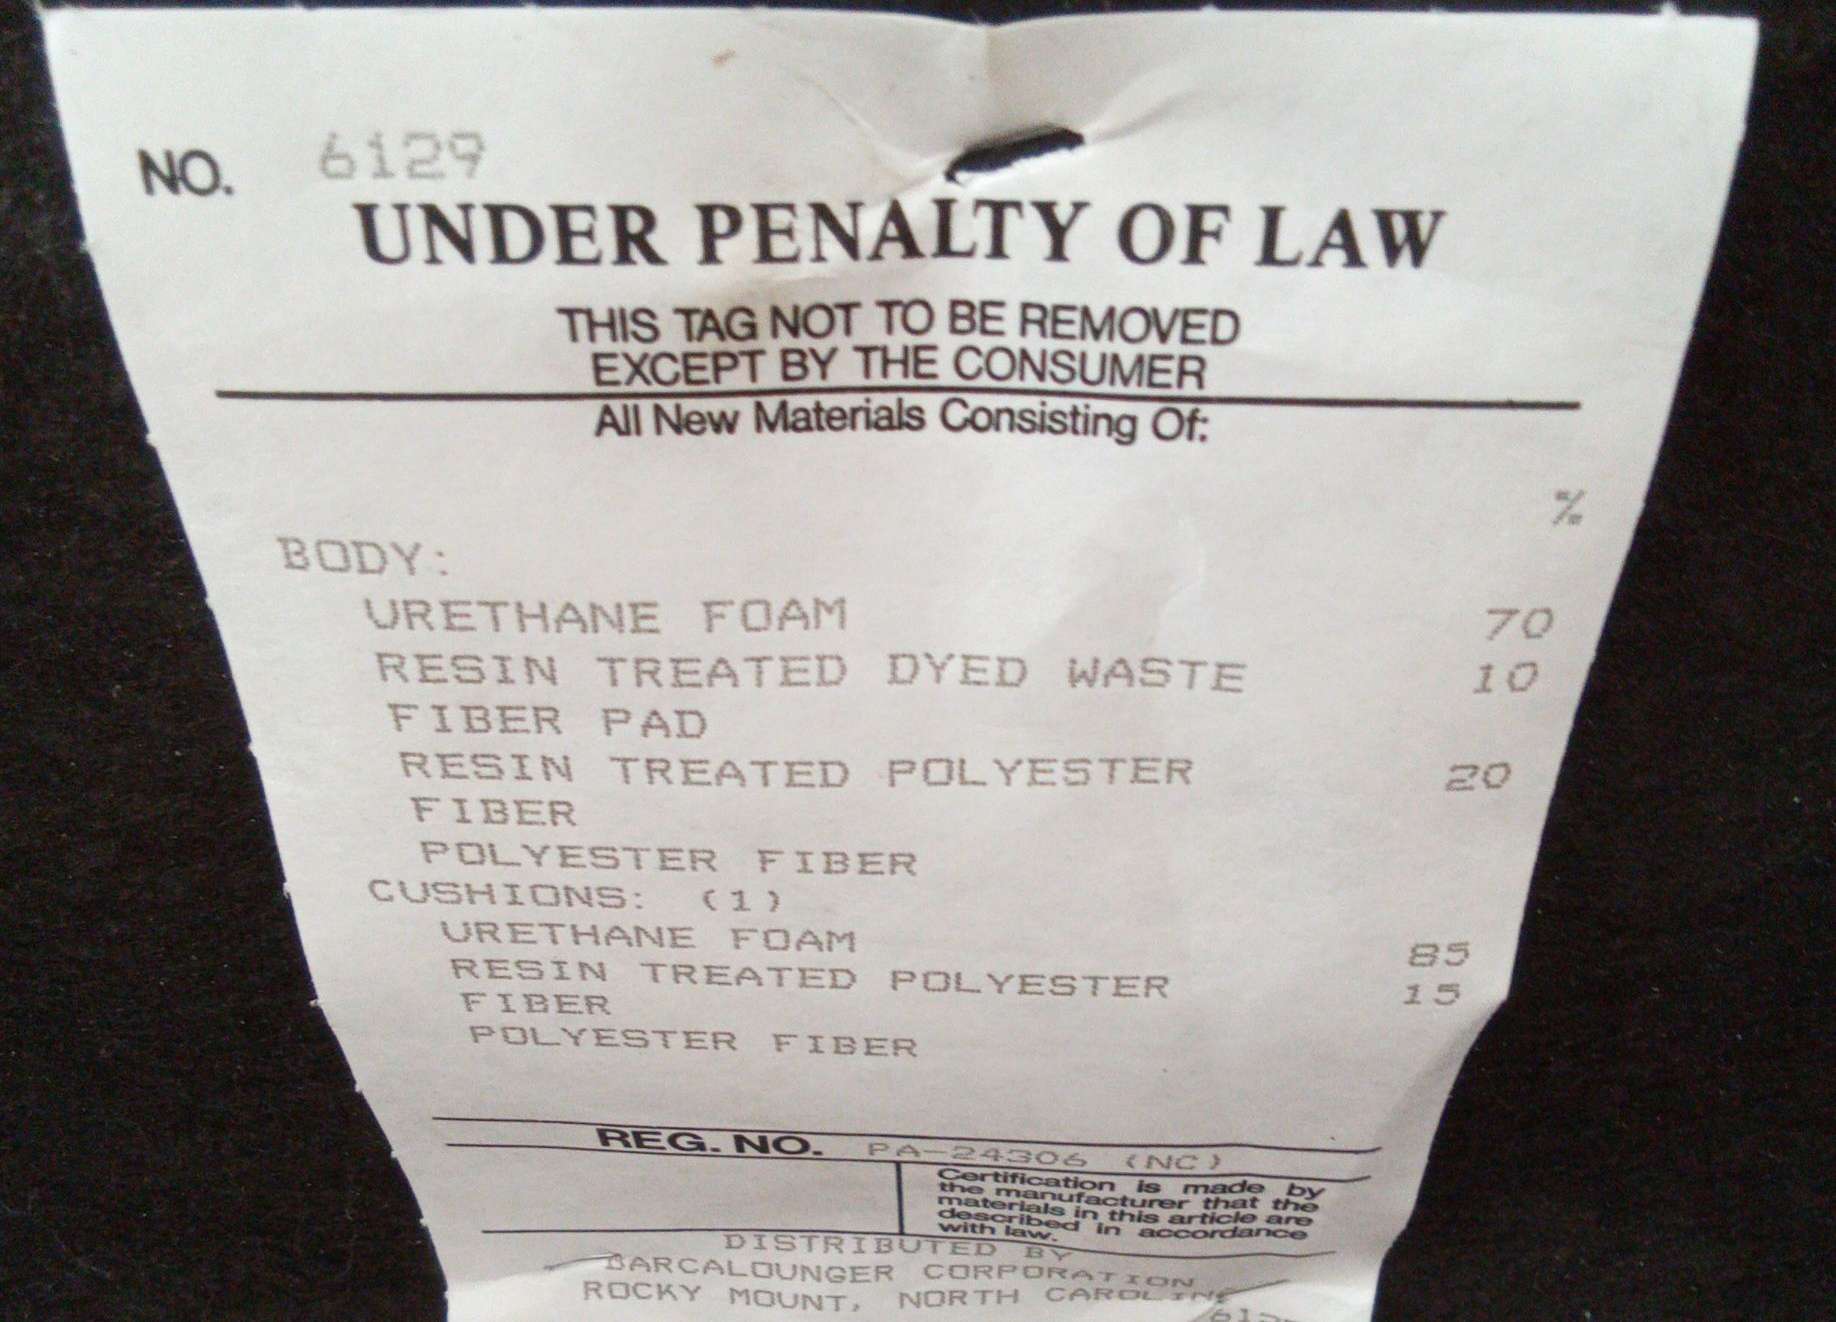 NO. 6129
UNDER PENALTY OF LAW
THIS TAG NOT TO BE REMOVED
EXCEPT BY THE CONSUMER
All New Materials Consisting Of:
%
BODY:
URETHANE FOAM 70
RESIN TREATED DYED WASTE 10
FIBER PAD
RESIN TREATED POLYESTER 20
FIBER
POLYESTER FIBER
CUSHIONS: (1)
URETHANE FOAM 85
RESIN TREATED POLYESTER 15
FIBER
POLYESTER FIBER
REG. NO. PA-24306 (NC)
Certification is made by
the manufacturer that the
materials in this article are
described in accordance
with law.
DISTRIBUTED BY
BARCALOUNGER CORPORATION
ROCKY MOUNT, NORTH CAROLINE